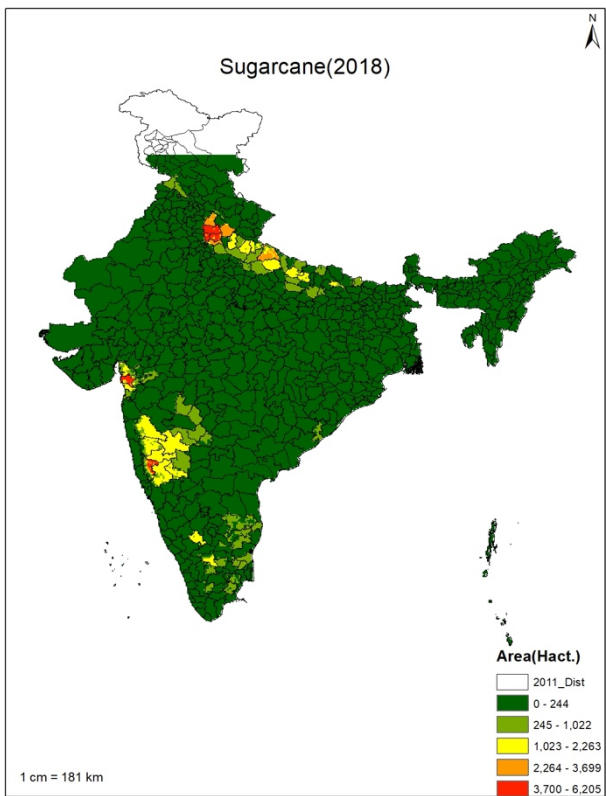 N
Sugarcane(2018)
Area(Hact.)
2011_Dist
0 - 244
245 - 1,022
1,023 - 2,263
2,264 - 3,699
3,700 - 6,205
1 cm = 181 km